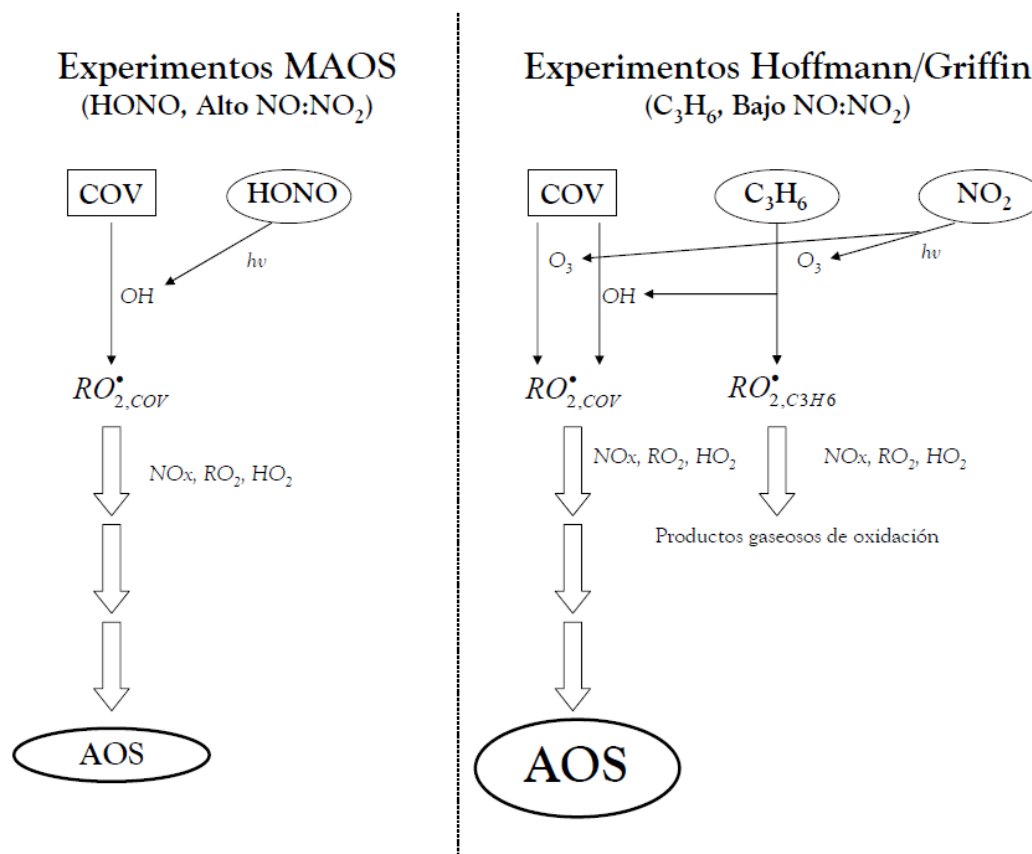 Experimentos MAOS
(HONO, Alto NO:NO₂)
COV
HONO
hν
OH
RO•₂,COV
NOx, RO₂, HO₂
AOS
Experimentos Hoffmann/Griffin
(C₃H₆, Bajo NO:NO₂)
COV
C₃H₆
NO₂
O₃
O₃
hν
OH
RO•₂,COV
RO•₂,C3H6
NOx, RO₂, HO₂
NOx, RO₂, HO₂
Productos gaseosos de oxidación
AOS